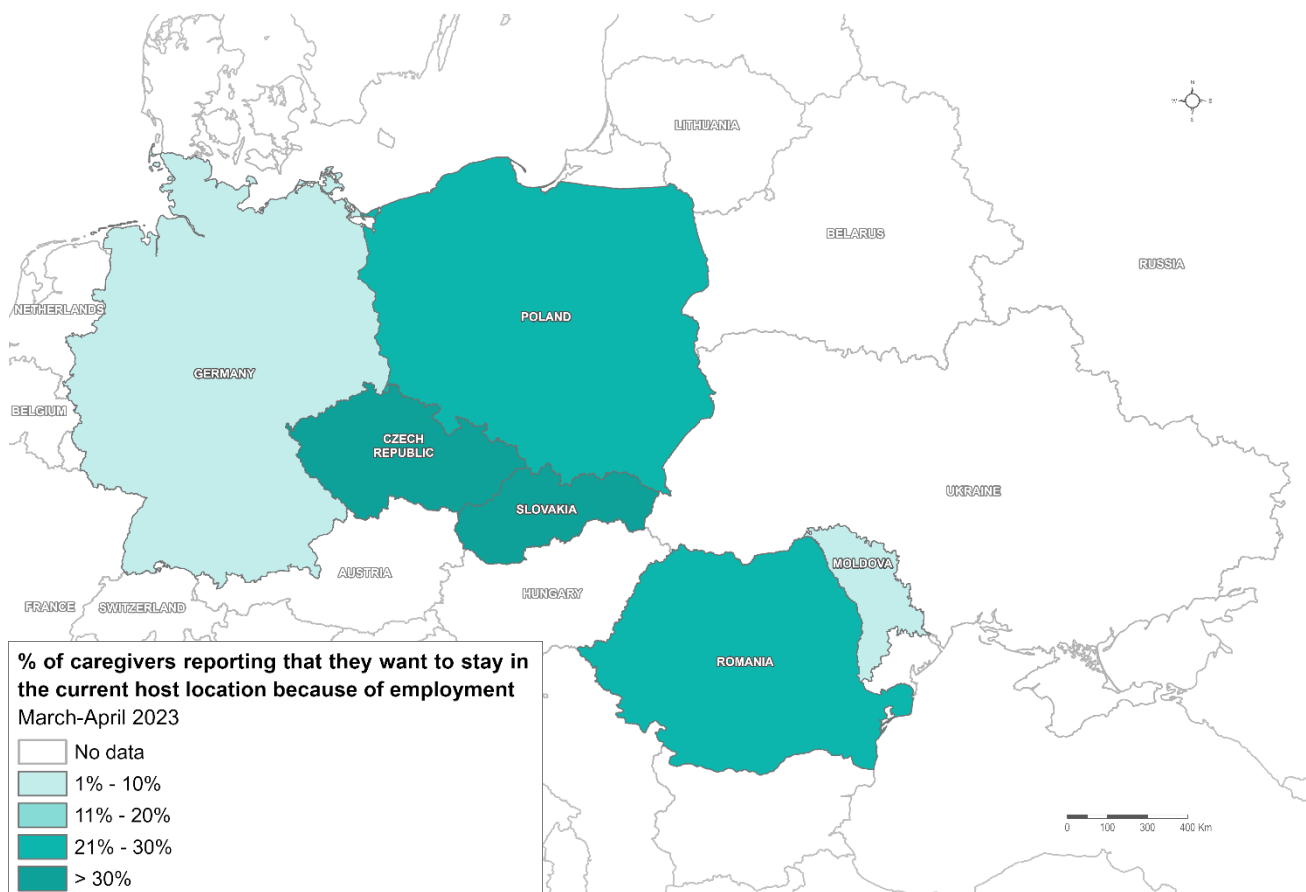 N
W
E
S
LITHUANIA
BELARUS
RUSSIA
NETHERLANDS
POLAND
GERMANY
BELGIUM
CZECH
REPUBLIC
UKRAINE
SLOVAKIA
MOLDOVA
AUSTRIA
HUNGARY
FRANCE
SWITZERLAND
ROMANIA
% of caregivers reporting that they want to stay in
the current host location because of employment
March-April 2023
No data
1% - 10%
11% - 20%
21% - 30%
> 30%
0 100 200 400 Km